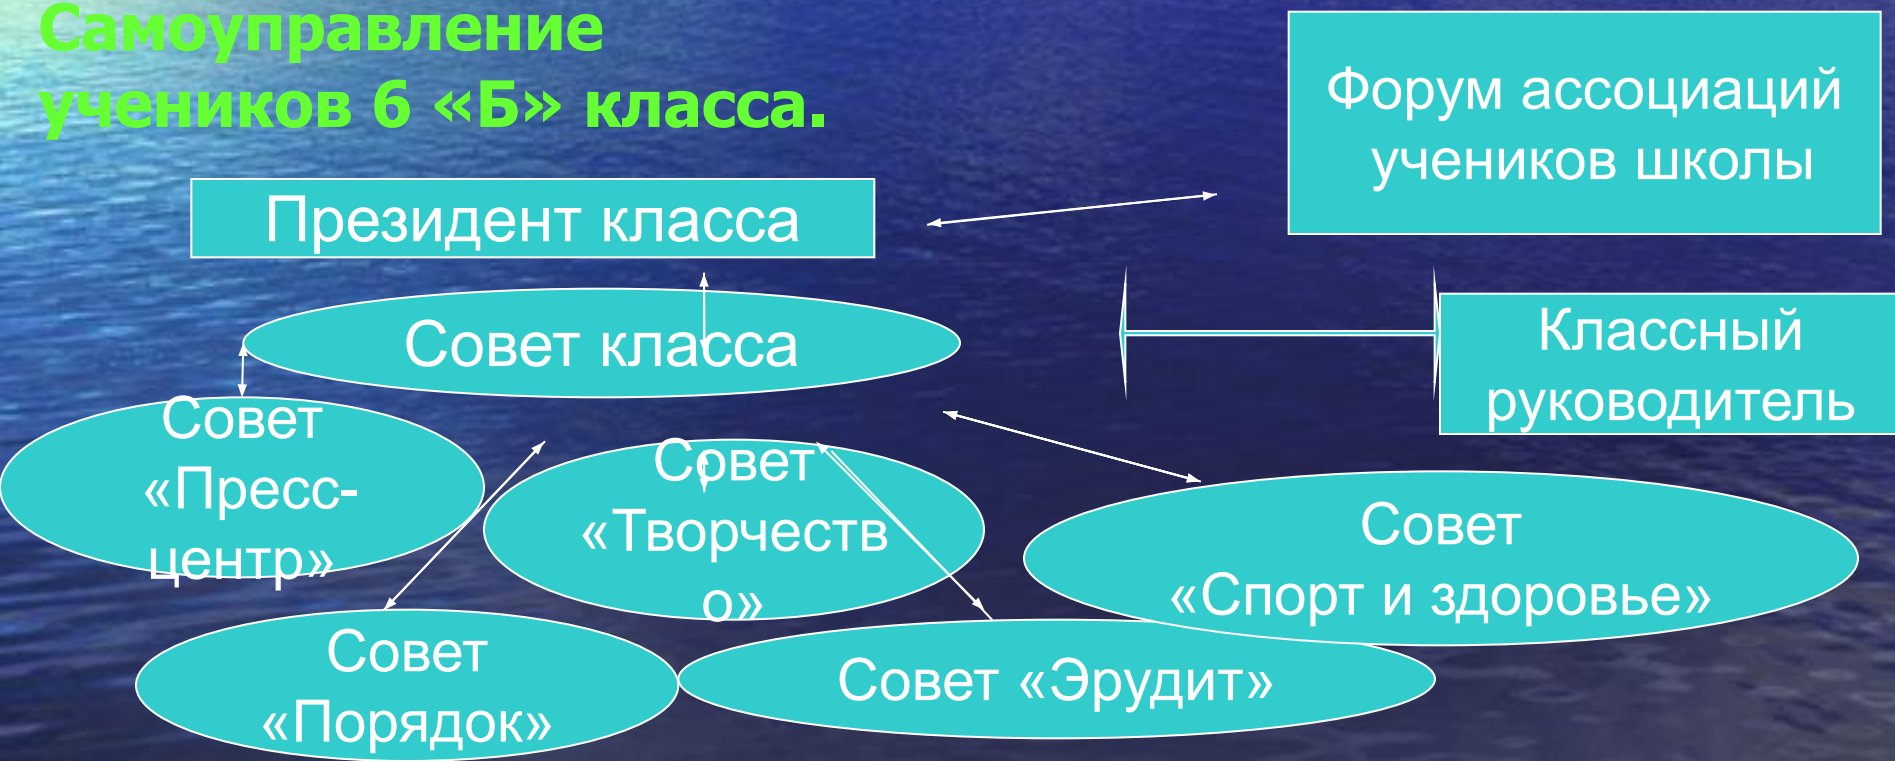 Самоуправление
учеников 6 «Б» класса.
Форум ассоциаций
учеников школы
Президент класса
Совет класса
Классный
руководитель
Совет
«Пресс-
центр»
Совет
«Творчеств
о»
Совет
«Спорт и здоровье»
Совет
«Порядок»
Совет «Эрудит»